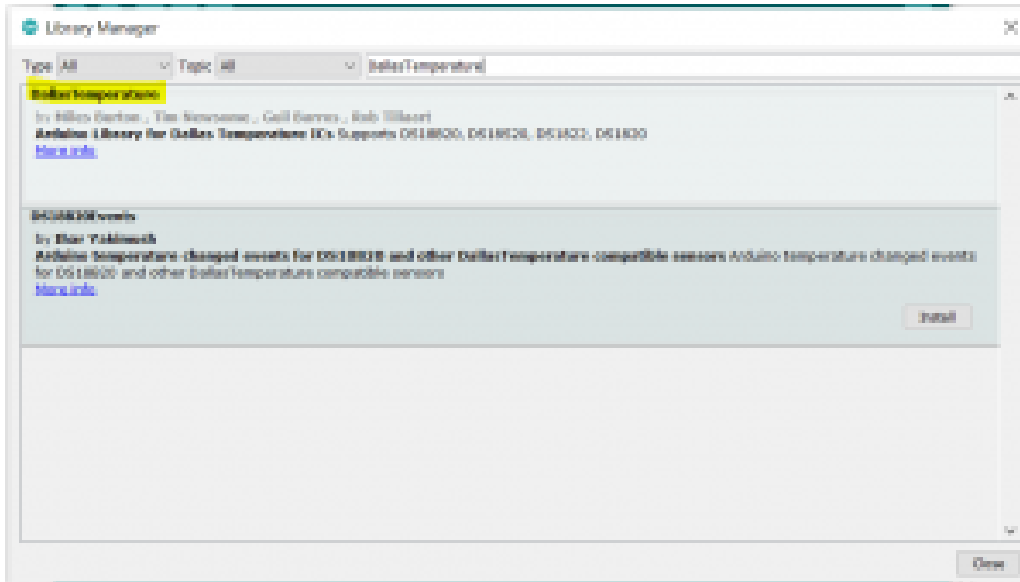 Library Manager
Type All Topic All DallasTemperature
DallasTemperature
by Miles Burton , Tim Newsome , Guil Barros , Rob Tillaart
Arduino Library for Dallas Temperature ICs Supports DS18B20, DS18S20, DS1822, DS1820
More info
DS18B20Events
by Ihar Yakimush
Arduino temperature changed events for DS18B20 and other DallasTemperature compatible sensors Arduino temperature changed events
for DS18B20 and other DallasTemperature compatible sensors
More info
Install
Close